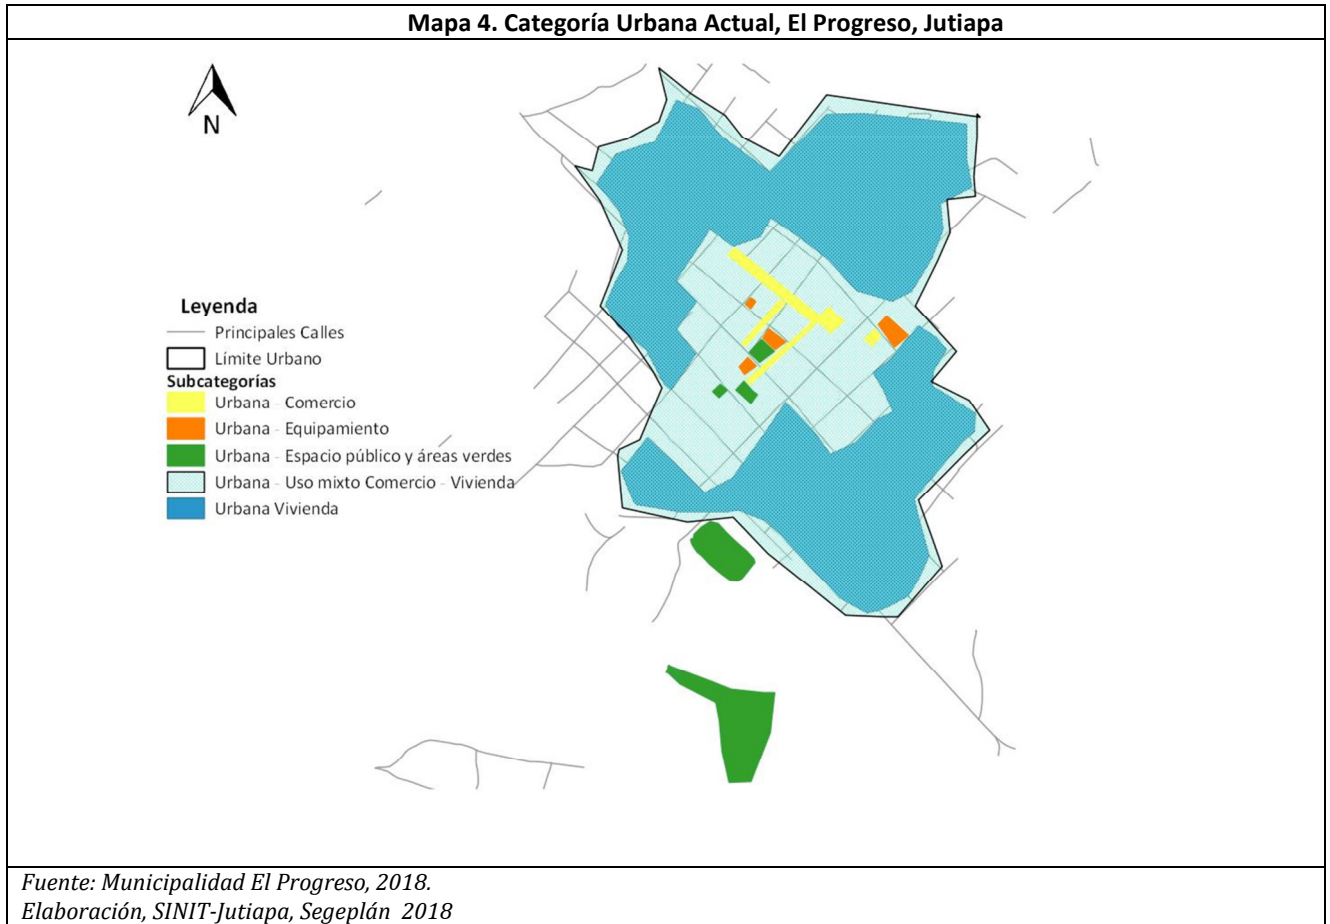 Mapa 4. Categoría Urbana Actual, El Progreso, Jutiapa
N
Leyenda
Principales Calles
Límite Urbano
Subcategorías
Urbana - Comercio
Urbana - Equipamiento
Urbana - Espacio público y áreas verdes
Urbana - Uso mixto Comercio - Vivienda
Urbana Vivienda
Fuente: Municipalidad El Progreso, 2018.
Elaboración, SINIT-Jutiapa, Segeplán 2018